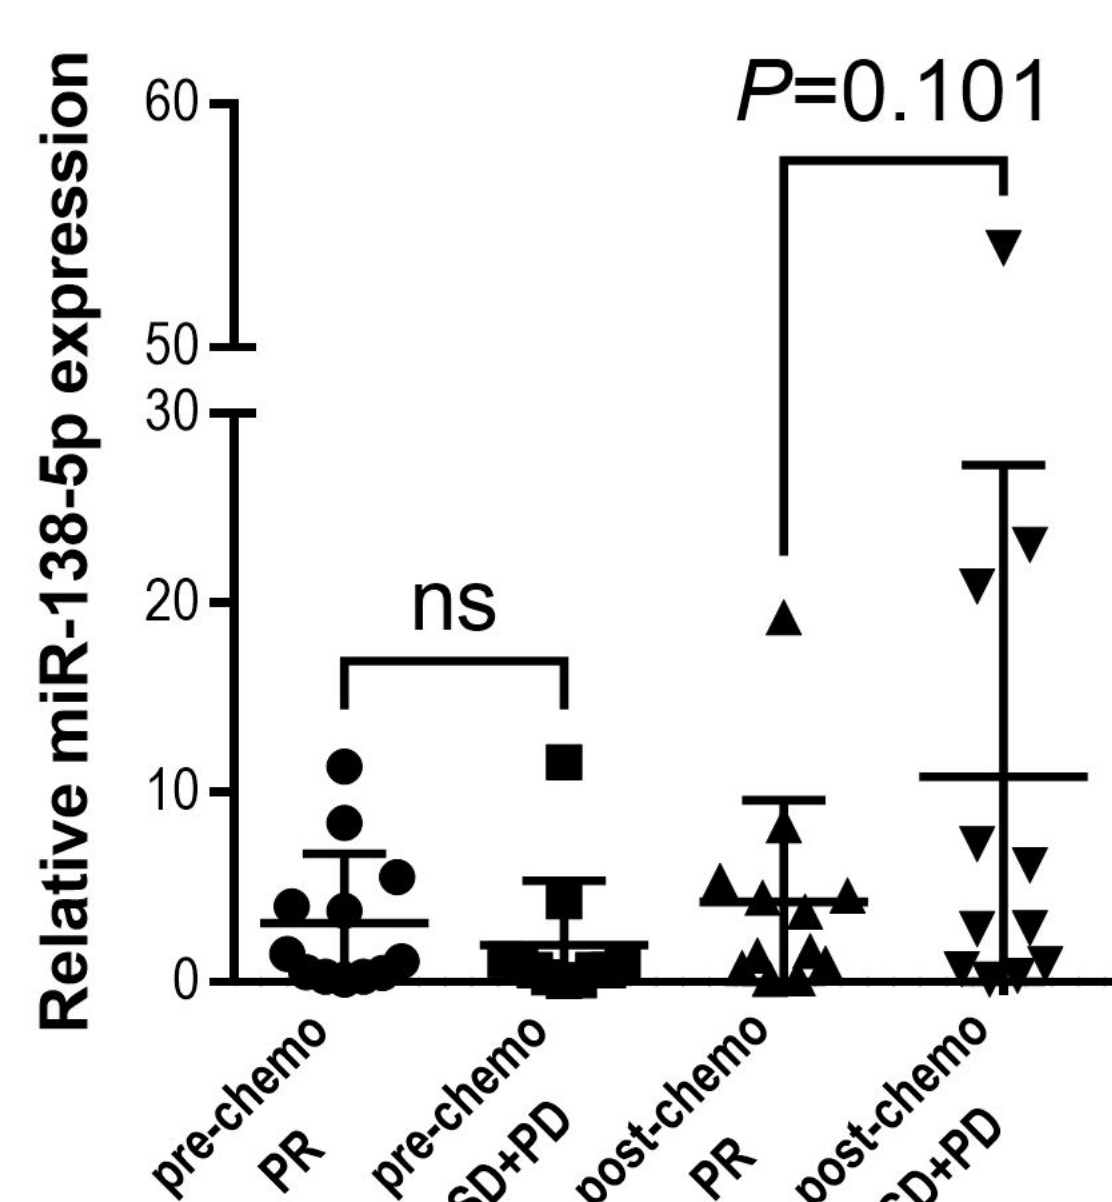 Relative miR-138-5p expression
60
50
30
20
10
0
P=0.101
ns
pre-chemo
PR
pre-chemo
SD+PD
post-chemo
PR
post-chemo
SD+PD